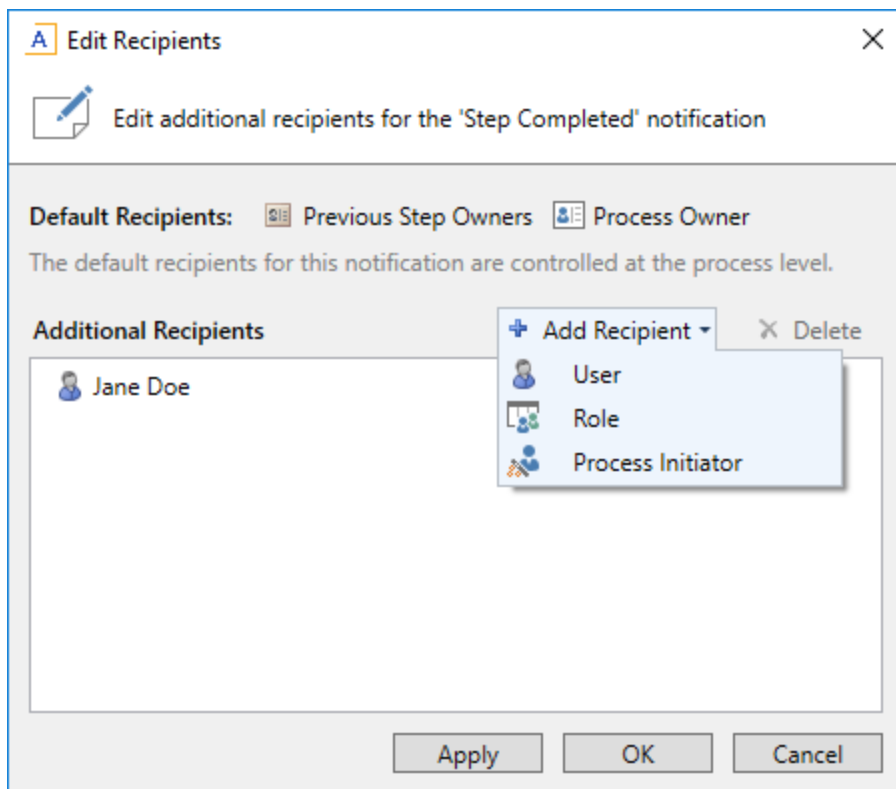 A Edit Recipients
Edit additional recipients for the 'Step Completed' notification
Default Recipients: Previous Step Owners Process Owner
The default recipients for this notification are controlled at the process level.
Additional Recipients Add Recipient Delete
Jane Doe
User
Role
Process Initiator
Apply OK Cancel